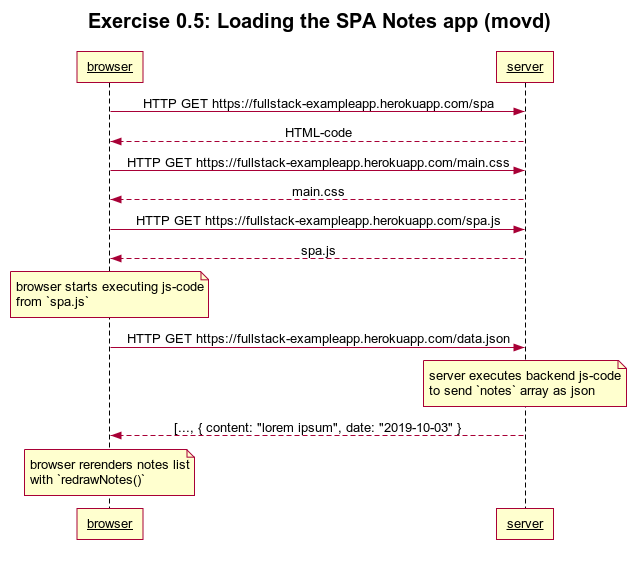 Exercise 0.5: Loading the SPA Notes app (movd)
browser
server
HTTP GET https://fullstack-exampleapp.herokuapp.com/spa
HTML-code
HTTP GET https://fullstack-exampleapp.herokuapp.com/main.css
main.css
HTTP GET https://fullstack-exampleapp.herokuapp.com/spa.js
spa.js
browser starts executing js-code
from `spa.js`
HTTP GET https://fullstack-exampleapp.herokuapp.com/data.json
server executes backend js-code
to send `notes` array as json
[..., { content: "lorem ipsum", date: "2019-10-03" }
browser rerenders notes list
with `redrawNotes()`
browser
server